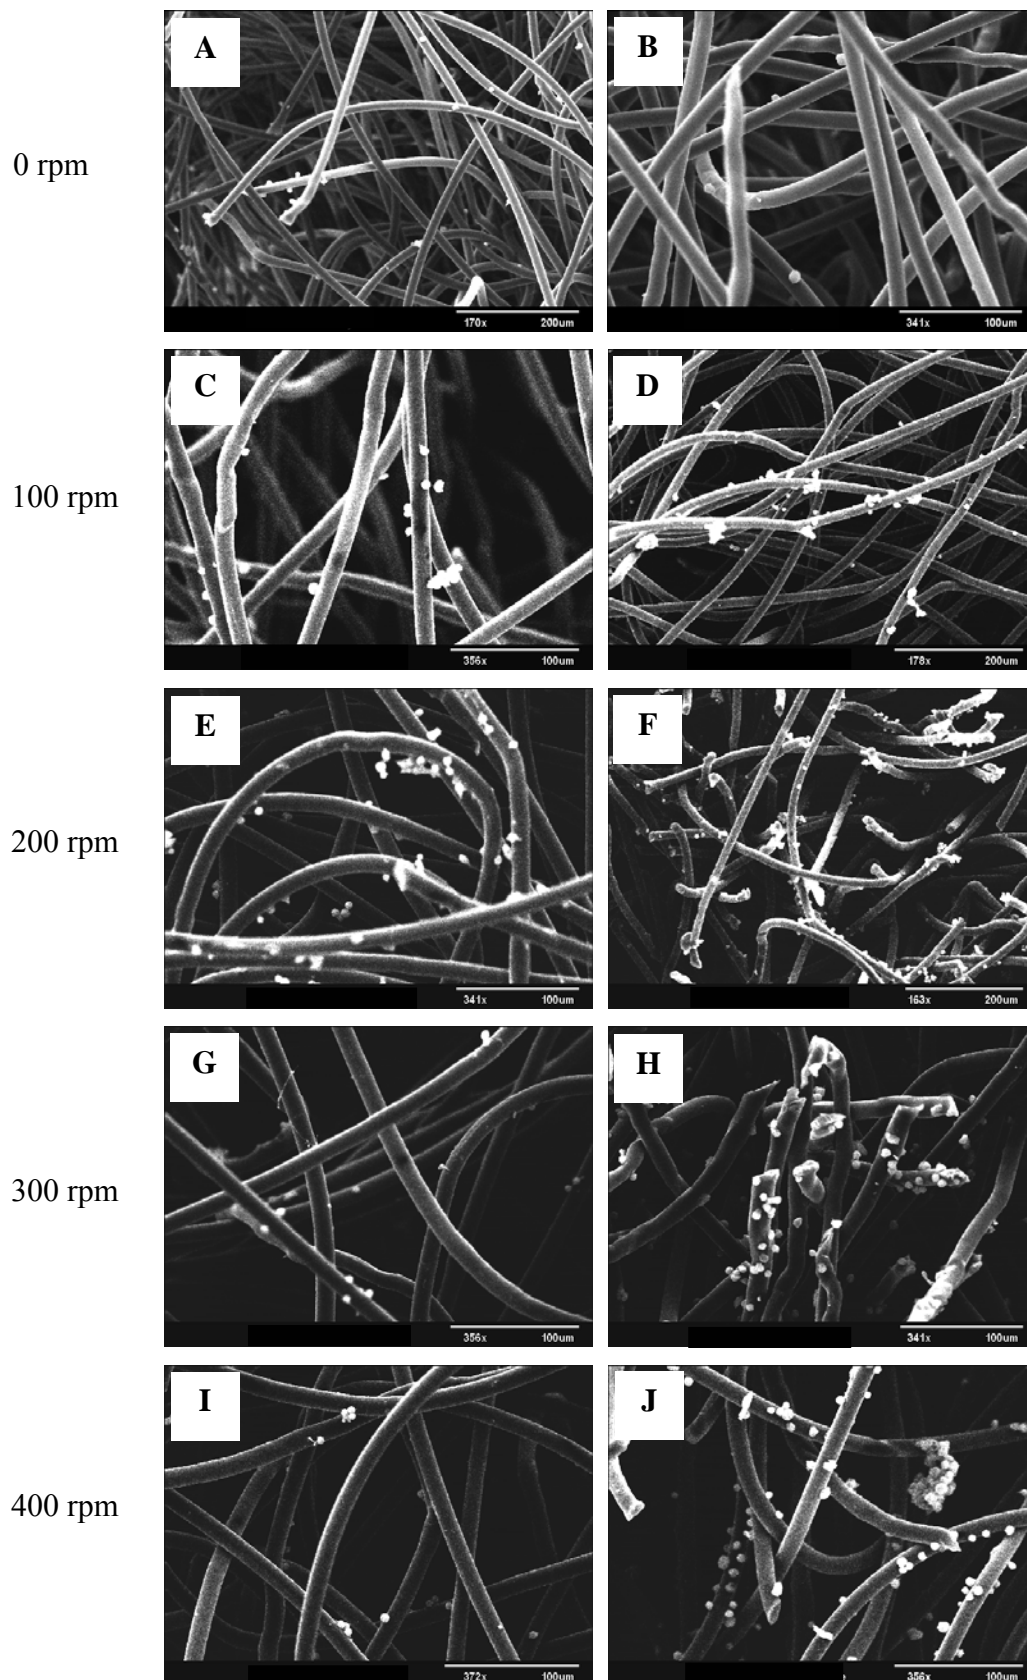 0 rpm
A
170x 200um
B
341x 100um
100 rpm
C
356x 100um
D
178x 200um
200 rpm
E
341x 100um
F
163x 200um
300 rpm
G
356x 100um
H
341x 100um
400 rpm
I
372x 100um
J
356x 100um